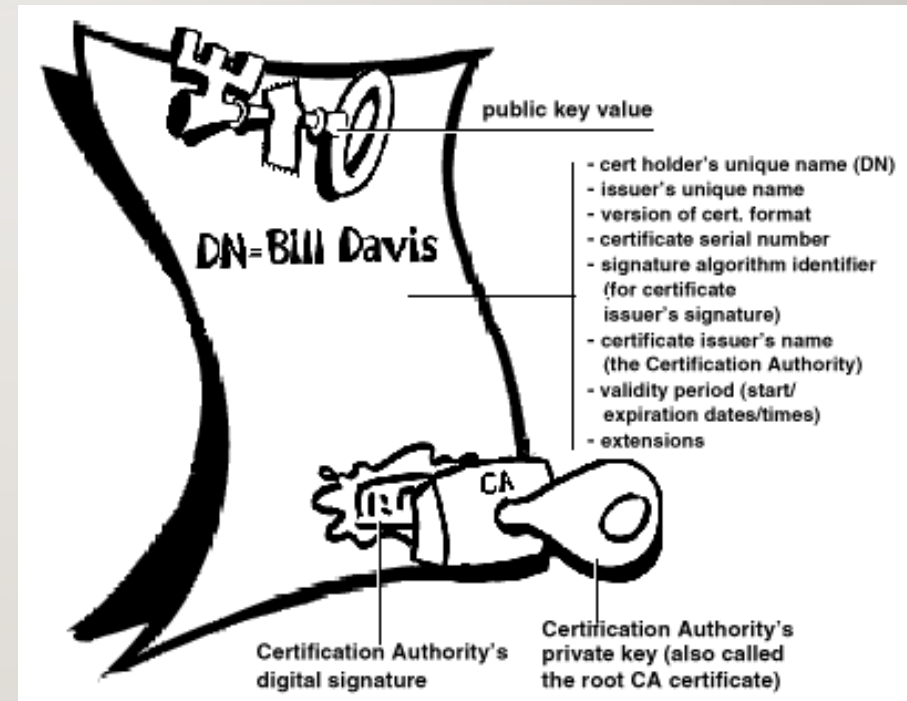 public key value
- cert holder's unique name (DN)
- issuer's unique name
- version of cert. format
- certificate serial number
- signature algorithm identifier
(for certificate
issuer's signature)
- certificate issuer's name
(the Certification Authority)
- validity period (start/
expiration dates/times)
- extensions
DN=Bill Davis
CA
Certification Authority's
digital signature
Certification Authority's
private key (also called
the root CA certificate)